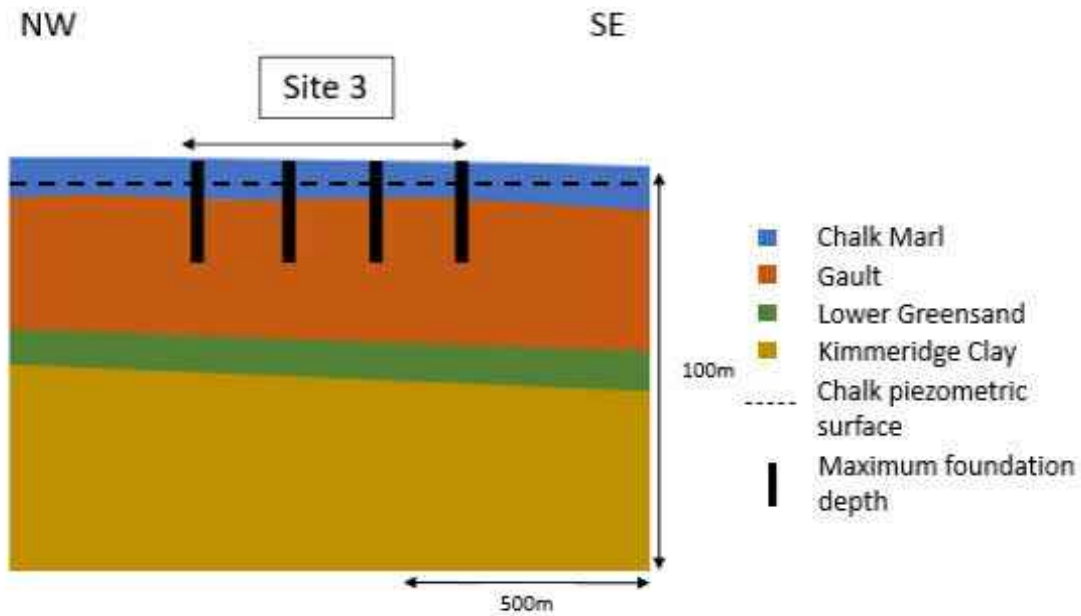 NW
SE
Site 3
Chalk Marl
Gault
Lower Greensand
Kimmeridge Clay
Chalk piezometric
surface
Maximum foundation
depth
100m
500m